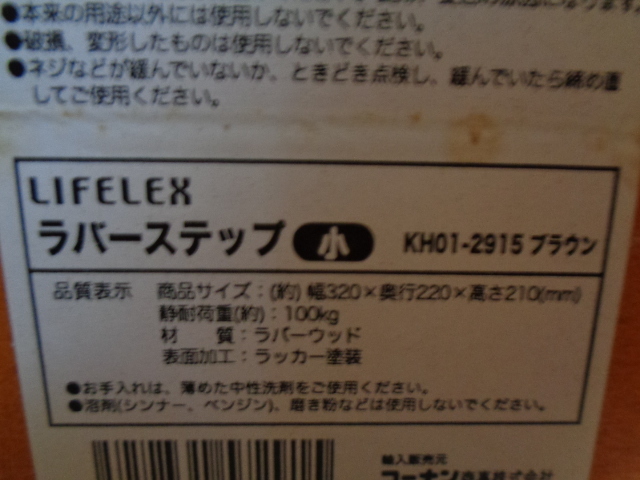 ●本来の用途以外には使用しないでください。
●破損、変形したものは使用しないでください。
●ネジなどが緩んでいないか、ときどき点検し、緩んでいたら締め直
してご使用ください。
LIFELEX
ラバーステップ 小 KH01-2915 ブラウン
品質表示 商品サイズ：(約) 幅320×奥行220×高さ210(mm)
静耐荷重(約)：100kg
材 質：ラバーウッド
表面加工：ラッカー塗装
●お手入れは、薄めた中性洗剤をご使用ください。
●溶剤(シンナー、ベンジン)、磨き粉などは使用しないでください。
輸入販売元
コーナン商事株式会社